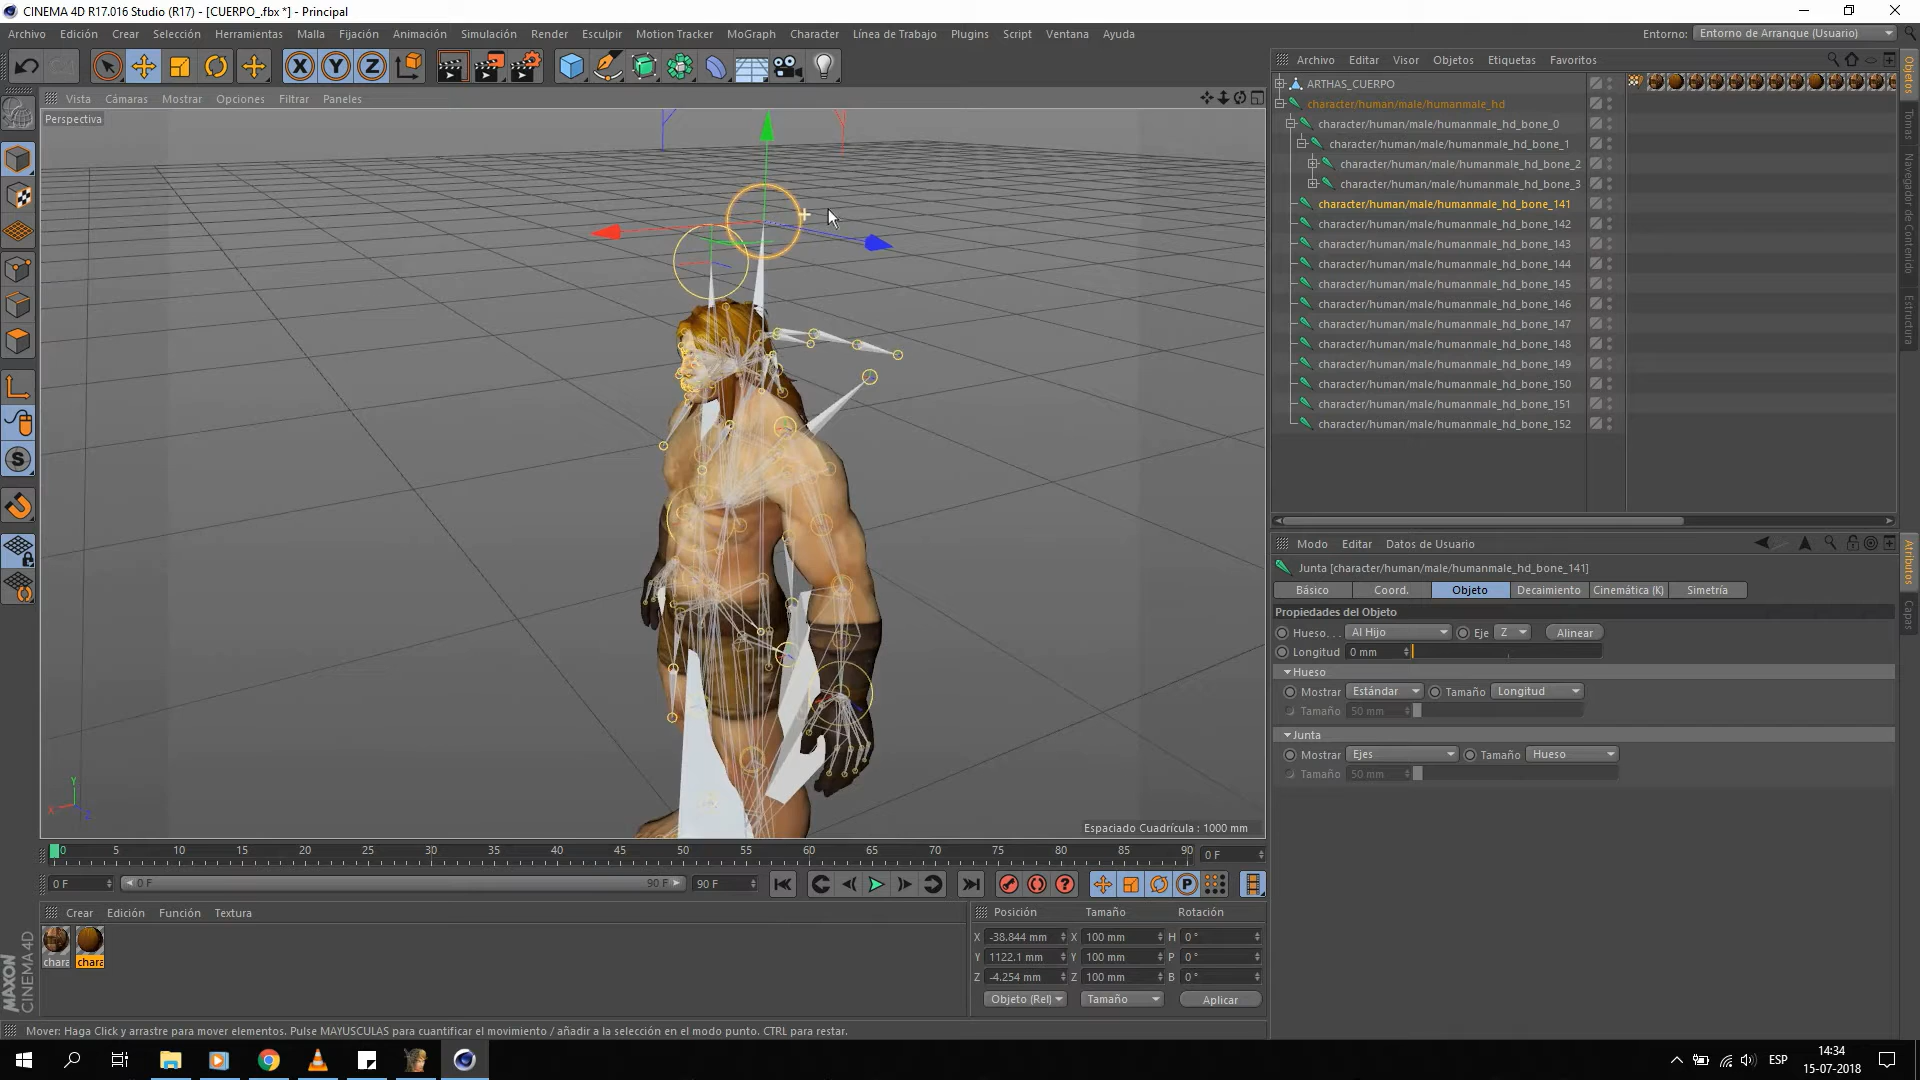 CINEMA 4D R17.016 Studio (R17) - [CUERPO_.fbx *] - Principal
Archivo Edición Crear Selección Herramientas Malla Fijación Animación Simulación Render Esculpir Motion Tracker MoGraph Character Línea de Trabajo Plugins Script Ventana Ayuda
Entorno: Entorno de Arranque (Usuario)
Vista Cámaras Mostrar Opciones Filtrar Paneles
Perspectiva
Espaciado Cuadrícula : 1000 mm
Y
X
Z
Archivo Editar Visor Objetos Etiquetas Favoritos
ARTHAS_CUERPO
character/human/male/humanmale_hd
character/human/male/humanmale_hd_bone_0
character/human/male/humanmale_hd_bone_1
character/human/male/humanmale_hd_bone_2
character/human/male/humanmale_hd_bone_3
character/human/male/humanmale_hd_bone_141
character/human/male/humanmale_hd_bone_142
character/human/male/humanmale_hd_bone_143
character/human/male/humanmale_hd_bone_144
character/human/male/humanmale_hd_bone_145
character/human/male/humanmale_hd_bone_146
character/human/male/humanmale_hd_bone_147
character/human/male/humanmale_hd_bone_148
character/human/male/humanmale_hd_bone_149
character/human/male/humanmale_hd_bone_150
character/human/male/humanmale_hd_bone_151
character/human/male/humanmale_hd_bone_152
Objetos
Tomas
Navegador de Contenido
Estructura
Modo Editar Datos de Usuario
Junta [character/human/male/humanmale_hd_bone_141]
Básico Coord. Objeto Decaimiento Cinemática (K) Simetría
Propiedades del Objeto
Hueso. . . Al Hijo Eje Z Alinear
Longitud 0 mm
Hueso
Mostrar Estándar Tamaño Longitud
Tamaño 50 mm
Junta
Mostrar Ejes Tamaño Hueso
Tamaño 50 mm
Atributos
Capas
0 5 10 15 20 25 30 35 40 45 50 55 60 65 70 75 80 85 90 0 F
0 F 0 F 90 F 90 F
Crear Edición Función Textura
chara chara
Posición Tamaño Rotación
X -38.844 mm X 100 mm H 0 °
Y 1122.1 mm Y 100 mm P 0 °
Z -4.254 mm Z 100 mm B 0 °
Objeto (Rel) Tamaño Aplicar
MAXON
CINEMA 4D
Mover: Haga Click y arrastre para mover elementos. Pulse MAYUSCULAS para cuantificar el movimiento / añadir a la selección en el modo punto. CTRL para restar.
ESP
14:34
15-07-2018